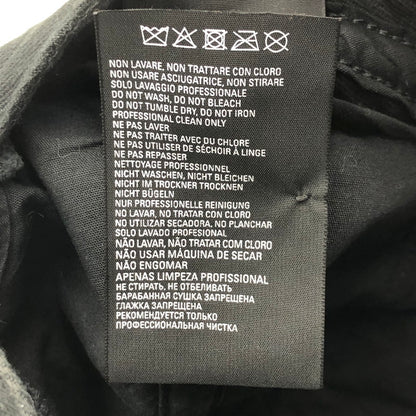 NON LAVARE, NON TRATTARE CON CLORO
NON USARE ASCIUGATRICE, NON STIRARE
SOLO LAVAGGIO PROFESSIONALE
DO NOT WASH, DO NOT BLEACH
DO NOT TUMBLE DRY, DO NOT IRON
PROFESSIONAL CLEAN ONLY
NE PAS LAVER
NE PAS TRAITER AVEC DU CHLORE
NE PAS UTILISER DE SÉCHOIR À LINGE
NE PAS REPASSER
NETTOYAGE PROFESSIONNEL
NICHT WASCHEN, NICHT BLEICHEN
NICHT IM TROCKNER TROCKNEN
NICHT BÜGELN
NUR PROFESSIONELLE REINIGUNG
NO LAVAR, NO TRATAR CON CLORO
NO UTILIZAR SECADORA, NO PLANCHAR
SOLO LAVADO PROFESIONAL
NÃO LAVAR, NÃO TRATAR COM CLORO
NÃO USAR MÁQUINA DE SECAR
NÃO ENGOMAR
APENAS LIMPEZA PROFISSIONAL
НЕ СТИРАТЬ, НЕ ОТБЕЛИВАТЬ
БАРАБАННАЯ СУШКА ЗАПРЕЩЕНА
ГЛАЖКА ЗАПРЕЩЕНА
РЕКОМЕНДУЕТСЯ ТОЛЬКО
ПРОФЕССИОНАЛЬНАЯ ЧИСТКА